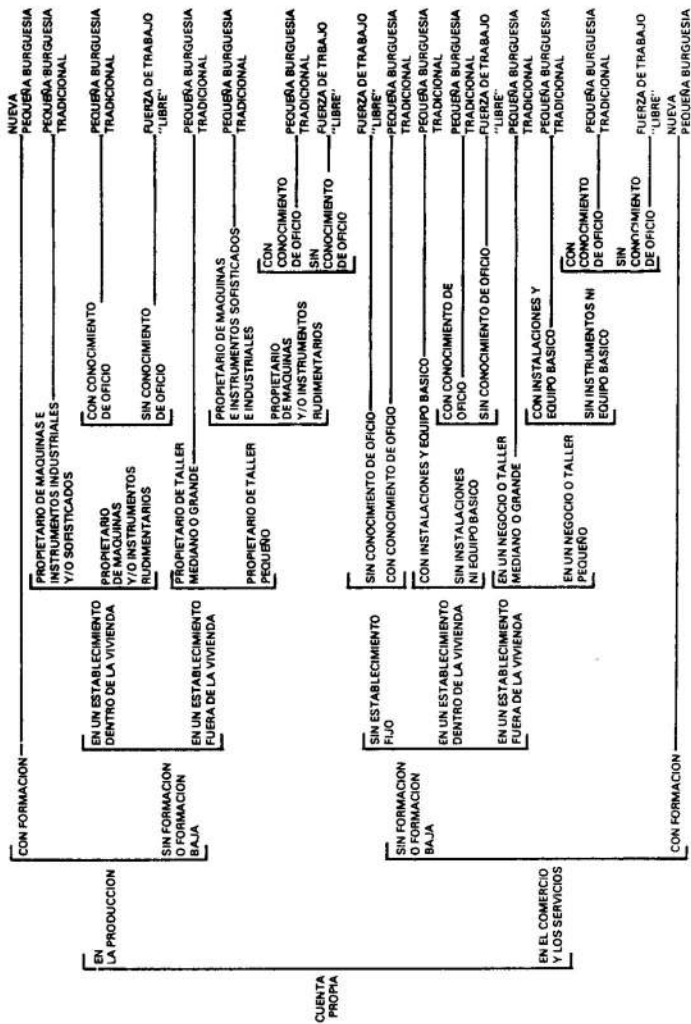 CUENTA
PROPIA
EN
LA PRODUCCION
EN EL COMERCIO
Y LOS SERVICIOS
CON FORMACION
SIN FORMACION
O FORMACION
BAJA
SIN FORMACION
O FORMACION
BAJA
CON FORMACION
EN UN ESTABLECIMIENTO
DENTRO DE LA VIVIENDA
EN UN ESTABLECIMIENTO
FUERA DE LA VIVIENDA
SIN ESTABLECIMIENTO
FIJO
EN UN ESTABLECIMIENTO
DENTRO DE LA VIVIENDA
EN UN ESTABLECIMIENTO
FUERA DE LA VIVIENDA
PROPIETARIO DE MAQUINAS E
INSTRUMENTOS INDUSTRIALES
Y/O SOFISTICADOS
PROPIETARIO
DE MAQUINAS
Y/O INSTRUMENTOS
RUDIMENTARIOS
PROPIETARIO DE TALLER
MEDIANO O GRANDE
PROPIETARIO DE TALLER
PEQUEÑO
SIN CONOCIMIENTO DE OFICIO
CON CONOCIMIENTO DE OFICIO
CON INSTALACIONES Y EQUIPO BASICO
SIN INSTALACIONES
NI EQUIPO BASICO
EN UN NEGOCIO O TALLER
MEDIANO O GRANDE
EN UN NEGOCIO O TALLER
PEQUEÑO
CON CONOCIMIENTO
DE OFICIO
SIN CONOCIMIENTO
DE OFICIO
PROPIETARIO DE MAQUINAS
E INSTRUMENTOS SOFISTICADOS
E INDUSTRIALES
PROPIETARIO
DE MAQUINAS
Y/O INSTRUMENTOS
RUDIMENTARIOS
CON CONOCIMIENTO DE
OFICIO
SIN CONOCIMIENTO DE OFICIO
CON INSTALACIONES Y
EQUIPO BASICO
SIN INSTRUMENTOS NI
EQUIPO BASICO
CON
CONOCIMIENTO
DE OFICIO
SIN
CONOCIMIENTO
DE OFICIO
CON
CONOCIMIENTO
DE OFICIO
SIN
CONOCIMIENTO
DE OFICIO
NUEVA
PEQUEÑA BURGUESIA
PEQUEÑA BURGUESIA
TRADICIONAL
PEQUEÑA BURGUESIA
TRADICIONAL
FUERZA DE TRABAJO
"LIBRE"
PEQUEÑA BURGUESIA
TRADICIONAL
PEQUEÑA BURGUESIA
TRADICIONAL
PEQUEÑA BURGUESIA
TRADICIONAL
FUERZA DE TRBAJO
"LIBRE"
FUERZA DE TRABAJO
"LIBRE"
PEQUEÑA BURGUESIA
TRADICIONAL
PEQUEÑA BURGUESIA
TRADICIONAL
PEQUEÑA BURGUESIA
TRADICIONAL
FUERZA DE TRABAJO
"LIBRE"
PEQUEÑA BURGUESIA
TRADICIONAL
PEQUEÑA BURGUESIA
TRADICIONAL
PEQUEÑA BURGUESIA
TRADICIONAL
FUERZA DE TRABAJO
"LIBRE"
NUEVA
PEQUEÑA BURGUESIA